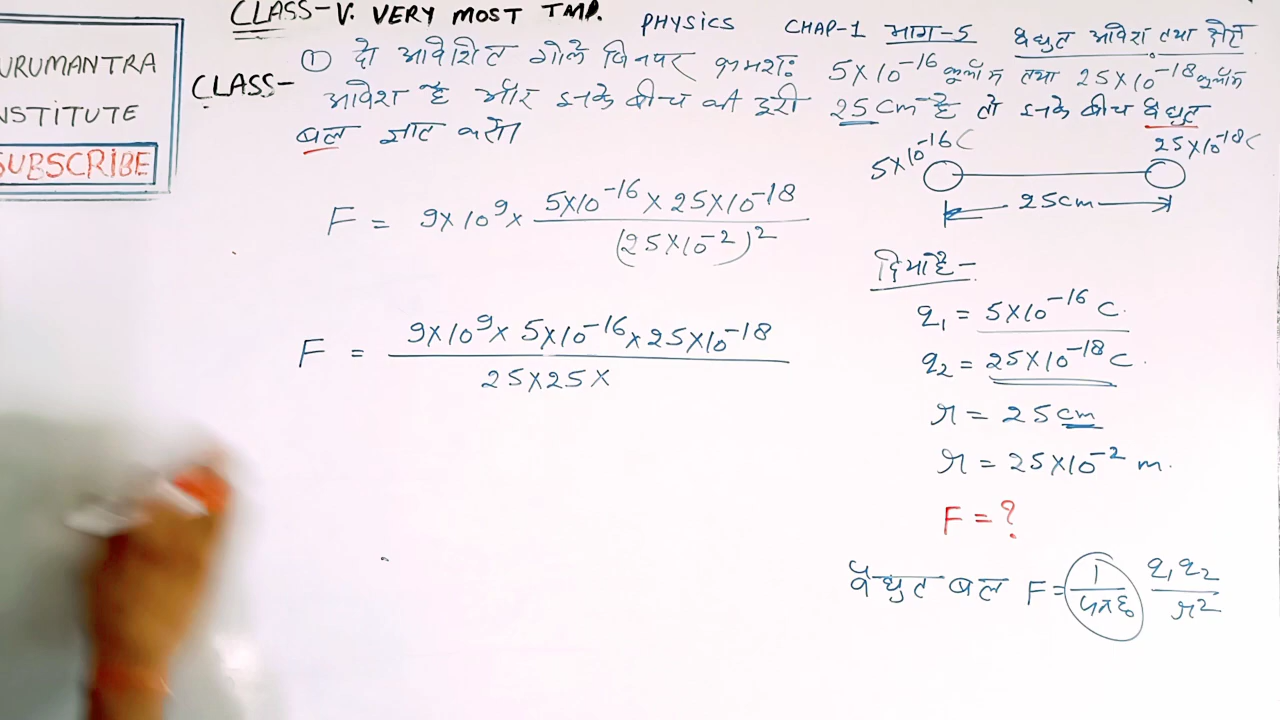 CLASS-V. VERY MOST IMP. PHYSICS CHAP-1 भाग-5 वैधुत आवेश तथा क्षेत्र
URUMANTRA
NSTITUTE
SUBSCRIBE
CLASS-
① दो आवेशित गोले जिनपर क्रमशः 5×10⁻¹⁶ कूलॉम तथा 25×10⁻¹⁸ कूलॉम
आवेश है और इनके बीच की दूरी 25cm है तो इनके बीच वैधुत
बल ज्ञात करो।
5×10⁻¹⁶C 25×10⁻¹⁸C
25cm
F = 9×10⁹× 5×10⁻¹⁶ × 25×10⁻¹⁸ / (25×10⁻²)²
F = 9×10⁹× 5×10⁻¹⁶×25×10⁻¹⁸ / 25×25×
दिया है-
q₁ = 5×10⁻¹⁶ C.
q₂ = 25×10⁻¹⁸ C.
r = 25cm
r = 25×10⁻² m.
F = ?
वैधुत बल F = 1/4πε q₁q₂/r²